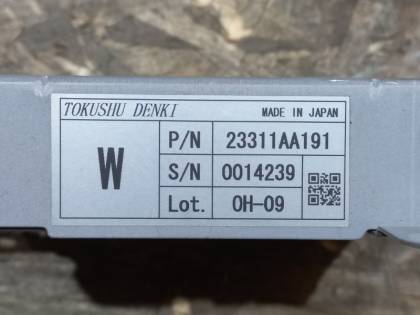 TOKUSHU DENKI MADE IN JAPAN
W
P/N 23311AA191
S/N 0014239
Lot. 0H-09